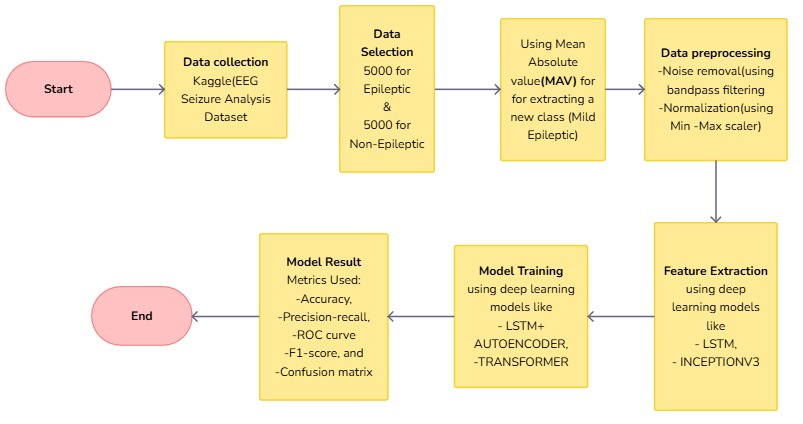 Start
Data collection
Kaggle(EEG
Seizure Analysis
Dataset
Data
Selection
5000 for
Epileptic
&
5000 for
Non-Epileptic
Using Mean
Absolute
value(MAV) for
for extracting a
new class (Mild
Epileptic)
Data preprocessing
-Noise removal(using
bandpass filtering
-Normalization(using
Min -Max scaler)
Feature Extraction
using deep
learning models
like
- LSTM,
- INCEPTIONV3
Model Training
using deep learning
models like
- LSTM+
AUTOENCODER,
-TRANSFORMER
Model Result
Metrics Used:
-Accuracy,
-Precision-recall,
-ROC curve
-F1-score, and
-Confusion matrix
End